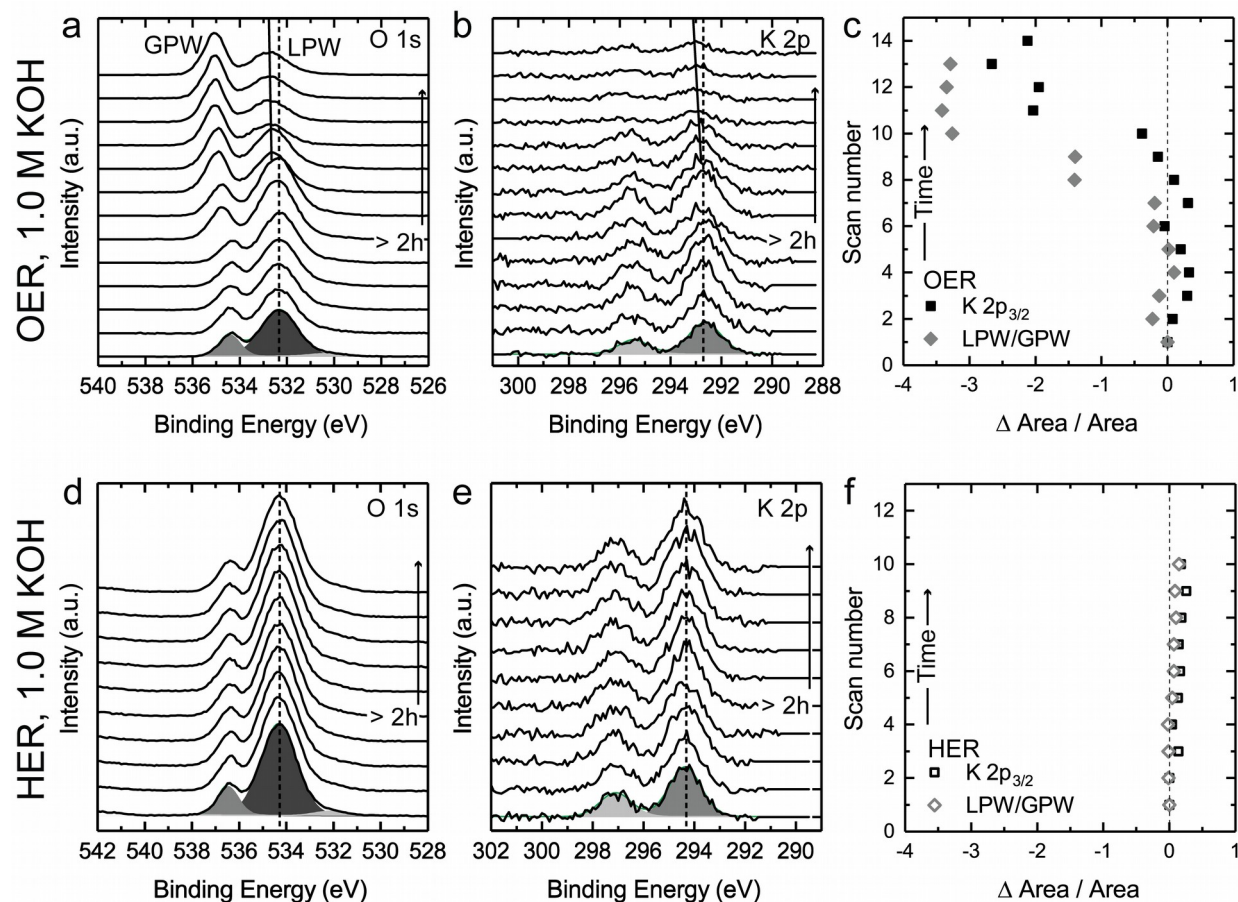 OER, 1.0 M KOH
a
GPW
LPW
O 1s
> 2h
Intensity (a.u.)
540 538 536 534 532 530 528 526
Binding Energy (eV)
b
K 2p
> 2h
Intensity (a.u.)
300 298 296 294 292 290 288
Binding Energy (eV)
c
14
12
10
8
6
4
2
0
Scan number
Time
OER
K 2p3/2
LPW/GPW
-4 -3 -2 -1 0 1
Δ Area / Area
HER, 1.0 M KOH
d
O 1s
> 2h
Intensity (a.u.)
542 540 538 536 534 532 530 528
Binding Energy (eV)
e
K 2p
> 2h
Intensity (a.u.)
302 300 298 296 294 292 290
Binding Energy (eV)
f
12
10
8
6
4
2
0
Scan number
Time
HER
K 2p3/2
LPW/GPW
-4 -3 -2 -1 0 1
Δ Area / Area